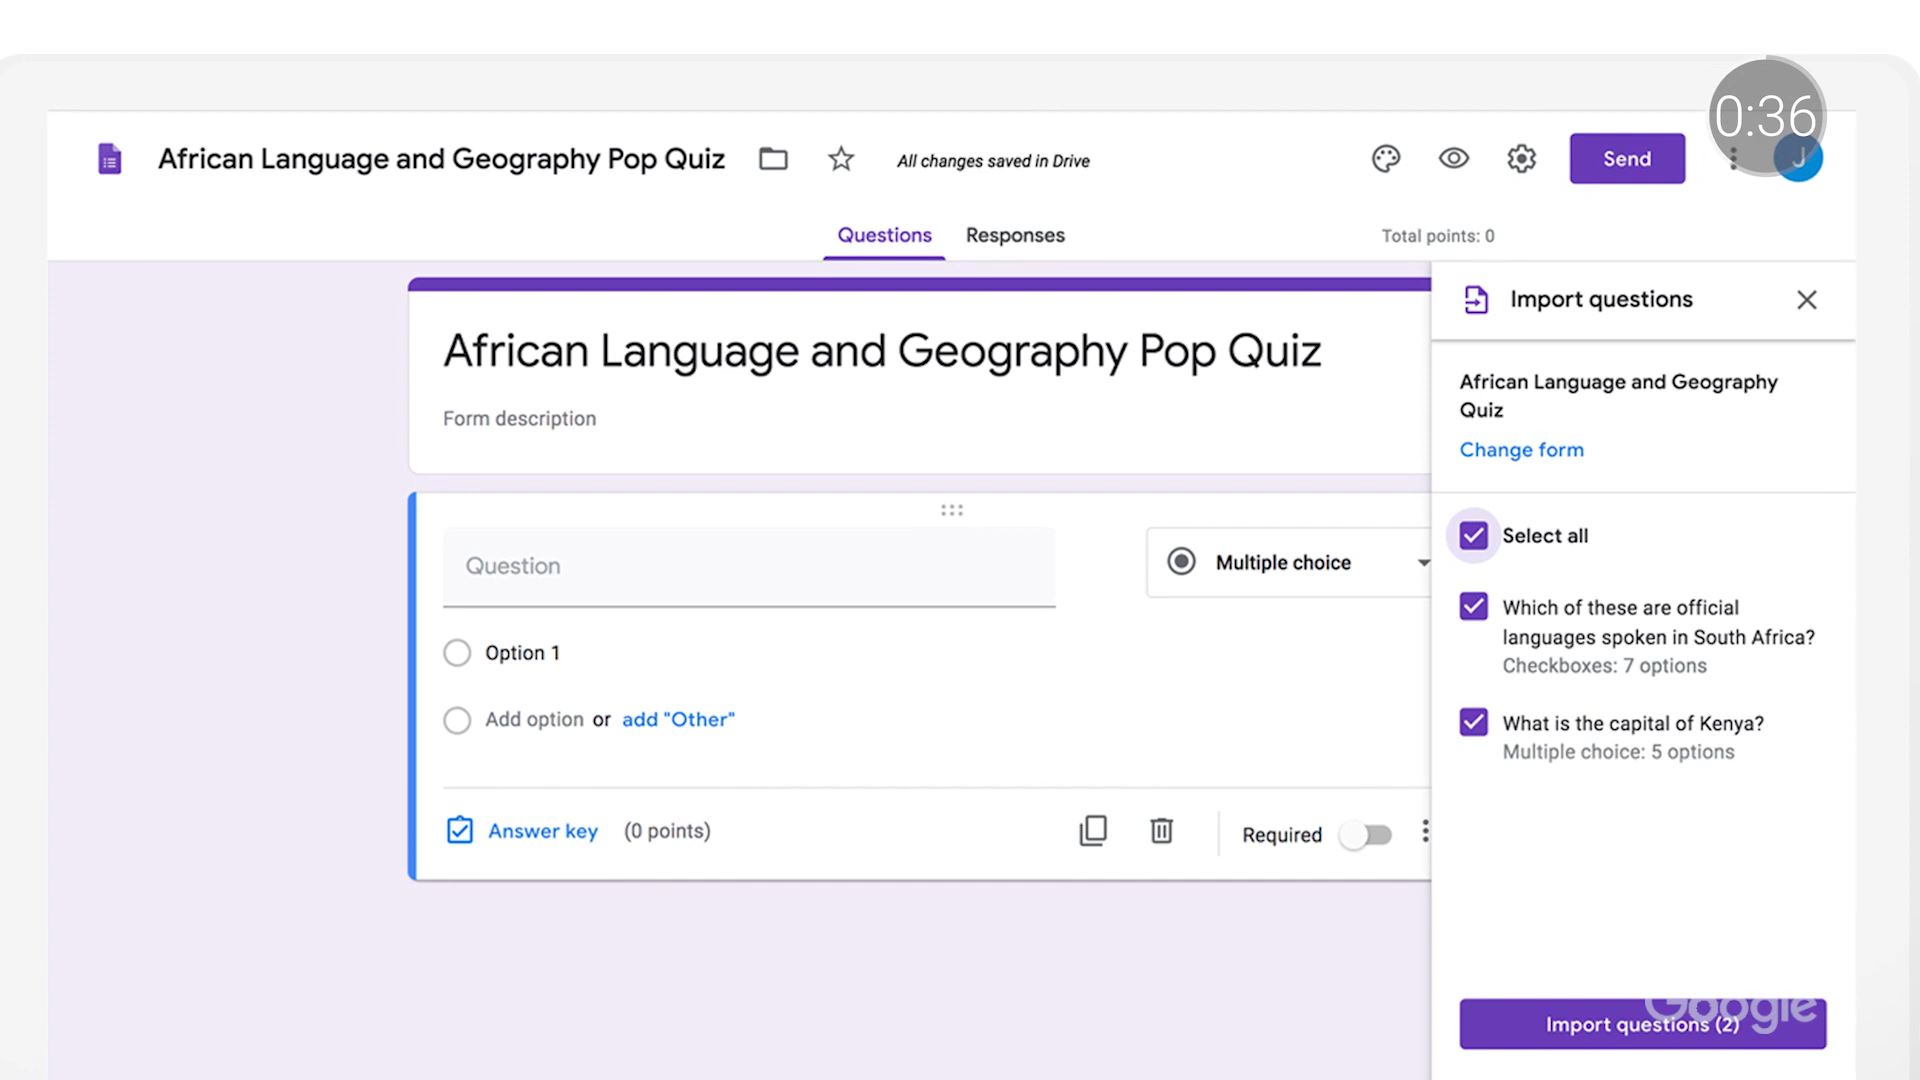 0:36
African Language and Geography Pop Quiz
All changes saved in Drive
Send
J
Questions
Responses
Total points: 0
African Language and Geography Pop Quiz
Form description
Question
Multiple choice
Option 1
Add option or add "Other"
Answer key
(0 points)
Required
Import questions
African Language and Geography
Quiz
Change form
Select all
Which of these are official
languages spoken in South Africa?
Checkboxes: 7 options
What is the capital of Kenya?
Multiple choice: 5 options
Google
Import questions (2)